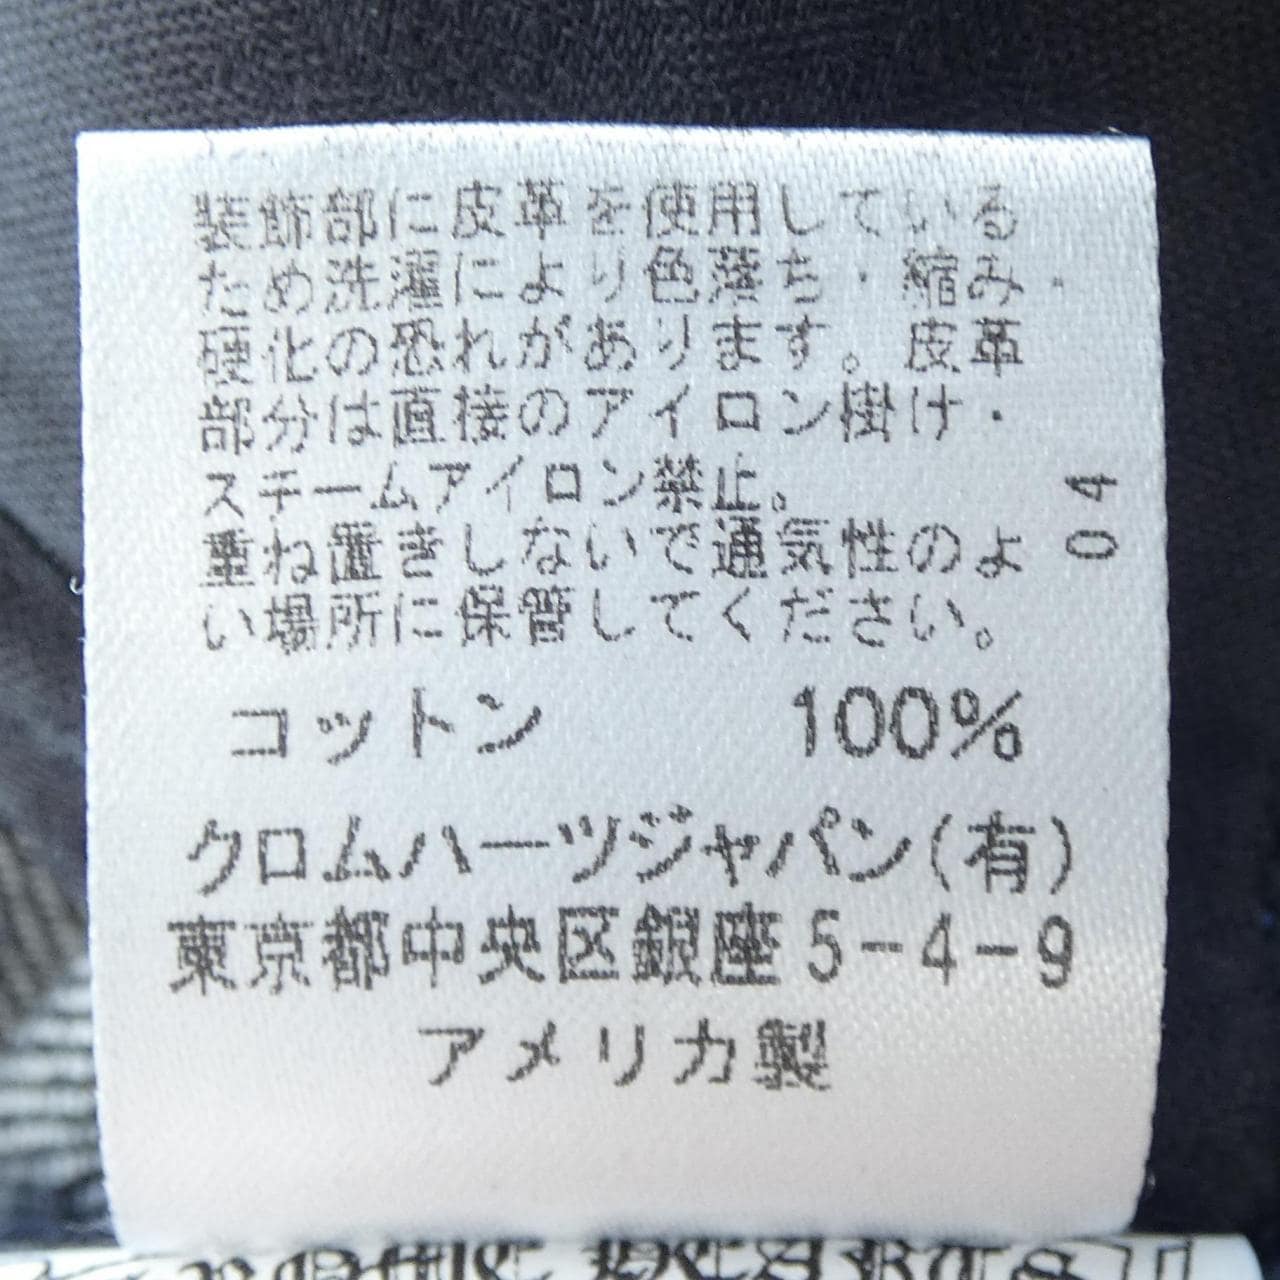 装飾部に皮革を使用している
ため洗濯により色落ち・縮み・
硬化の恐れがあります。皮革
部分は直接のアイロン掛け・
スチームアイロン禁止。
重ね置きしないで通気性のよ
い場所に保管してください。
04
コットン 100%
クロムハーツジャパン(有)
東京都中央区銀座5-4-9
アメリカ製
CHROME HEARTS